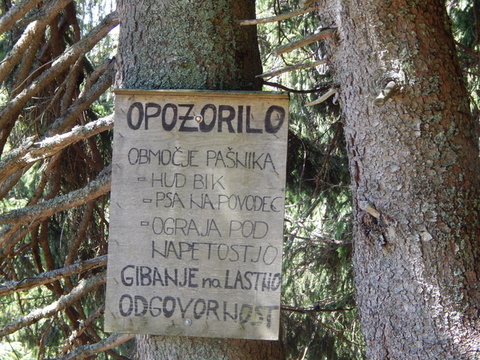 OPOZORILO
OBMOČJE PAŠNIKA
- HUD BIK
- PSA NA POVODEC
- OGRAJA POD
NAPETOSTJO
GIBANJE na LASTNO
ODGOVORNOST